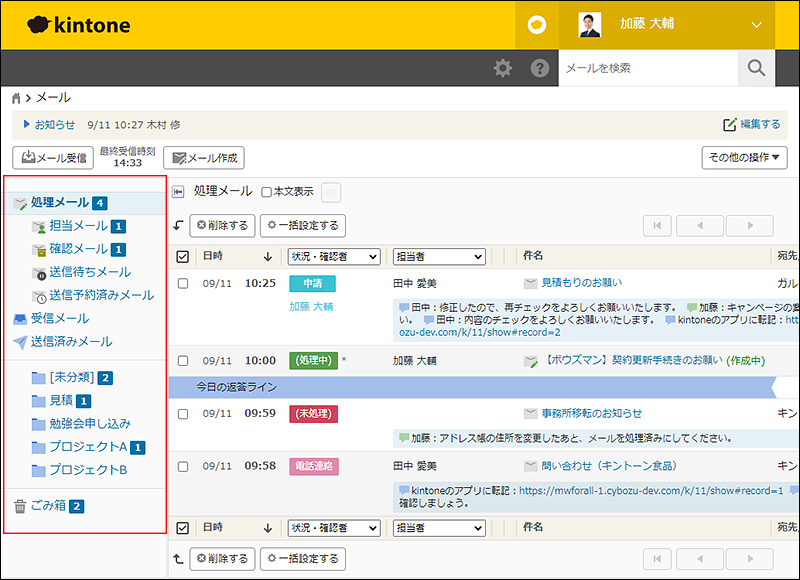 kintone
加藤 大輔
メールを検索
メール
お知らせ 9/11 10:27 木村 修
編集する
メール受信
最終受信時刻
14:33
メール作成
その他の操作▼
処理メール 4
担当メール 1
確認メール 1
送信待ちメール
送信予約済みメール
受信メール
送信済みメール
[未分類] 2
見積 1
勉強会申し込み
プロジェクトA 1
プロジェクトB
ごみ箱 2
処理メール 本文表示
削除する 一括設定する
日時 状況・確認者 担当者 件名 宛先
09/11 10:25 申請 田中 愛美 見積もりのお願い ガル
加藤 大輔
田中：修正したので、再チェックをよろしくお願いいたします。 加藤：キャンペーンの案
い。 田中：内容のチェックをよろしくお願いいたします。 kintoneのアプリに転記：htt
ozu-dev.com/k/11/show#record=2
09/11 10:00 (処理中) * 加藤 大輔 【ボウズマン】契約更新手続きのお願い (作成中)
今日の返答ライン
09/11 09:59 (未処理) 事務所移転のお知らせ キン
加藤：アドレス帳の住所を変更したあと、メールを処理済みにしてください。
09/11 09:58 電話連絡 田中 愛美 問い合わせ（キントーン食品） キン
kintoneのアプリに転記：https://mwforall-1.cybozu-dev.com/k/11/show#record=1
確認しましょう。
日時 状況・確認者 担当者 件名 宛先
削除する 一括設定する